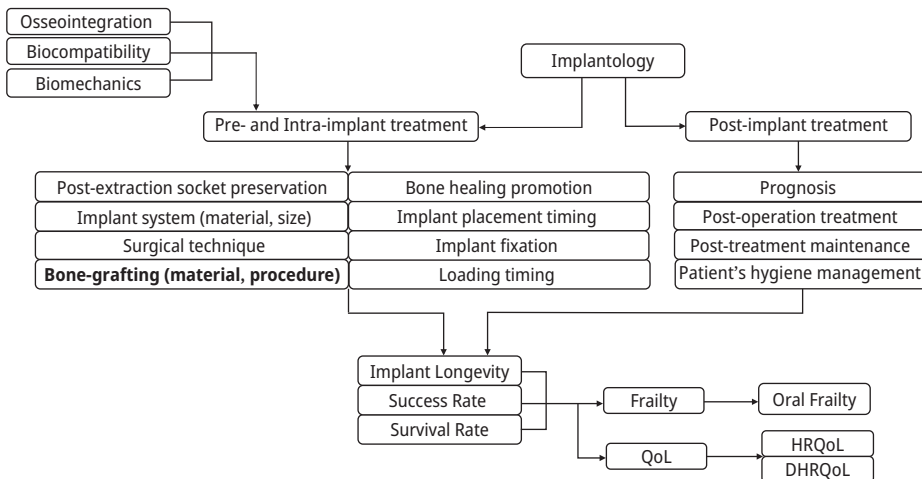 Osseointegration
Biocompatibility
Biomechanics
Implantology
Pre- and Intra-implant treatment
Post-implant treatment
Post-extraction socket preservation
Bone healing promotion
Implant system (material, size)
Implant placement timing
Surgical technique
Implant fixation
Bone-grafting (material, procedure)
Loading timing
Prognosis
Post-operation treatment
Post-treatment maintenance
Patient's hygiene management
Implant Longevity
Success Rate
Survival Rate
Frailty
Oral Frailty
QoL
HRQoL
DHRQoL